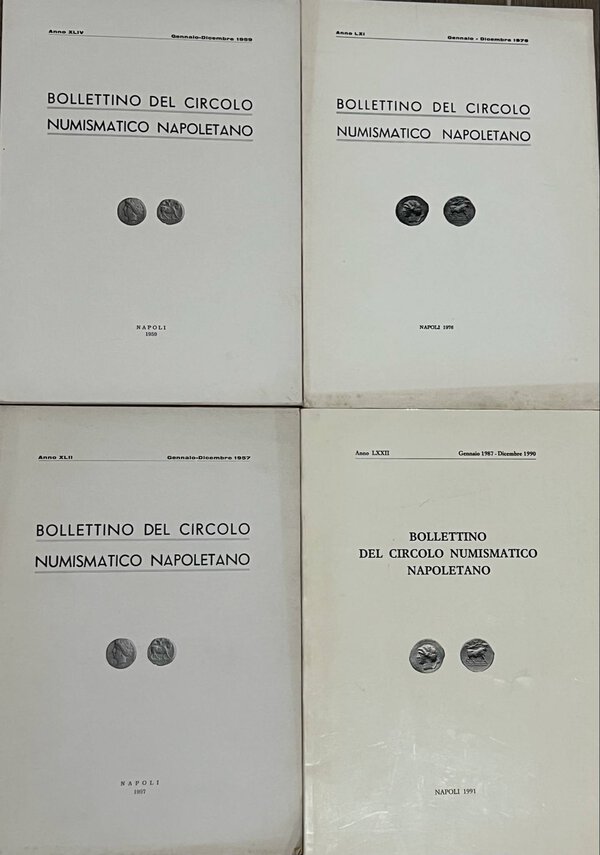 Anno XLIV Gennaio-Dicembre 1959
BOLLETTINO DEL CIRCOLO
NUMISMATICO NAPOLETANO
NAPOLI
1959
Anno LXI Gennaio - Dicembre 1976
BOLLETTINO DEL CIRCOLO
NUMISMATICO NAPOLETANO
NAPOLI 1976
Anno XLII Gennaio-Dicembre 1957
BOLLETTINO DEL CIRCOLO
NUMISMATICO NAPOLETANO
NAPOLI
1957
Anno LXXII Gennaio 1987 - Dicembre 1990
BOLLETTINO
DEL CIRCOLO NUMISMATICO
NAPOLETANO
NAPOLI 1991